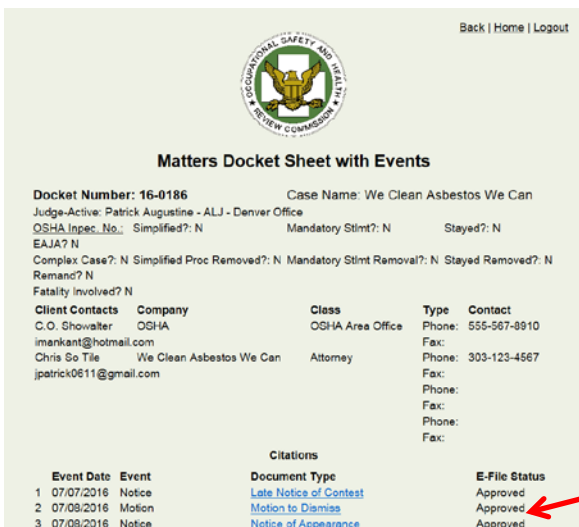 Back | Home | Logout
OCCUPATIONAL SAFETY AND HEALTH
REVIEW COMMISSION
Matters Docket Sheet with Events
Docket Number: 16-0186 Case Name: We Clean Asbestos We Can
Judge-Active: Patrick Augustine - ALJ - Denver Office
OSHA Inpec. No.: Simplified?: N Mandatory Stlmt?: N Stayed?: N
EAJA? N
Complex Case?: N Simplified Proc Removed?: N Mandatory Stlmt Removal?: N Stayed Removed?: N
Remand? N
Fatality Involved? N
Client Contacts Company Class Type Contact
C.O. Showalter OSHA OSHA Area Office Phone: 555-567-8910
imankant@hotmail.com Fax:
Chris So Tile We Clean Asbestos We Can Attorney Phone: 303-123-4567
jpatrick0611@gmail.com Fax:
Phone:
Fax:
Phone:
Fax:
Citations
Event Date Event Document Type E-File Status
1 07/07/2016 Notice Late Notice of Contest Approved
2 07/08/2016 Motion Motion to Dismiss Approved
3 07/08/2016 Notice Notice of Appearance Approved